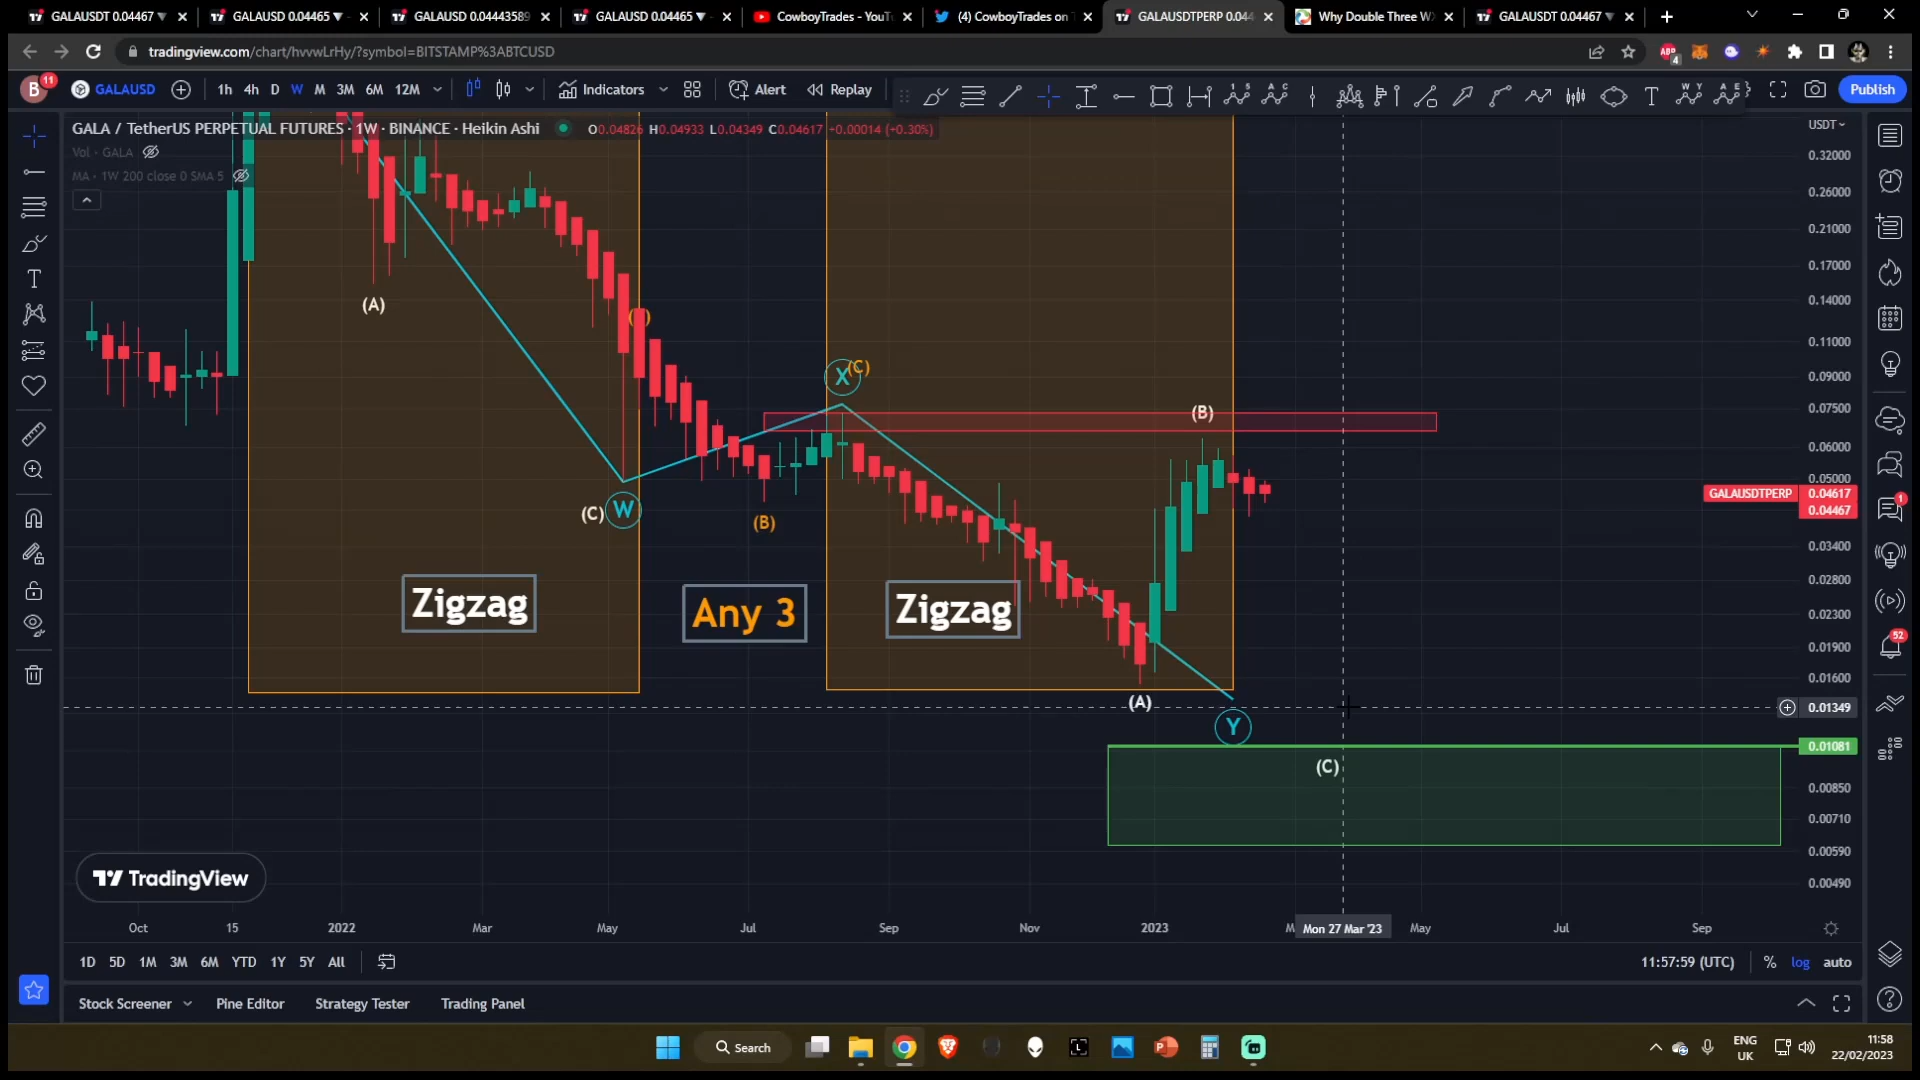 GALAUSDT 0.04467 ▼
GALAUSD 0.04465 ▼
GALAUSD 0.04443589
GALAUSD 0.04465 ▼
CowboyTrades - YouT
(4) CowboyTrades on
GALAUSDTPERP 0.044
Why Double Three W
GALAUSDT 0.04467 ▼
tradingview.com/chart/hvvwLrHy/?symbol=BITSTAMP%3ABTCUSD
ABP
4
B
11
GALAUSD
1h 4h D W M 3M 6M 12M
Indicators
Alert
Replay
Publish
GALA / TetherUS PERPETUAL FUTURES · 1W · BINANCE · Heikin Ashi
O0.04826 H0.04933 L0.04349 C0.04617 +0.00014 (+0.30%)
USDT
Vol · GALA
MA · 1W 200 close 0 SMA 5
0.32000
0.26000
0.21000
0.17000
0.14000
0.11000
0.09000
0.07500
0.06000
0.05000
GALAUSDTPERP 0.04617
0.04467
0.03400
0.02800
0.02300
0.01900
0.01600
0.01349
0.01081
0.00850
0.00710
0.00590
0.00490
(A)
X
(C)
(B)
(C)
W
(B)
Zigzag
Any 3
Zigzag
(A)
Y
(C)
1
52
TradingView
Oct 15 2022 Mar May Jul Sep Nov 2023 M Mon 27 Mar '23 May Jul Sep
1D 5D 1M 3M 6M YTD 1Y 5Y All
11:57:59 (UTC) % log auto
Stock Screener
Pine Editor
Strategy Tester
Trading Panel
Search
ENG
UK
11:58
22/02/2023